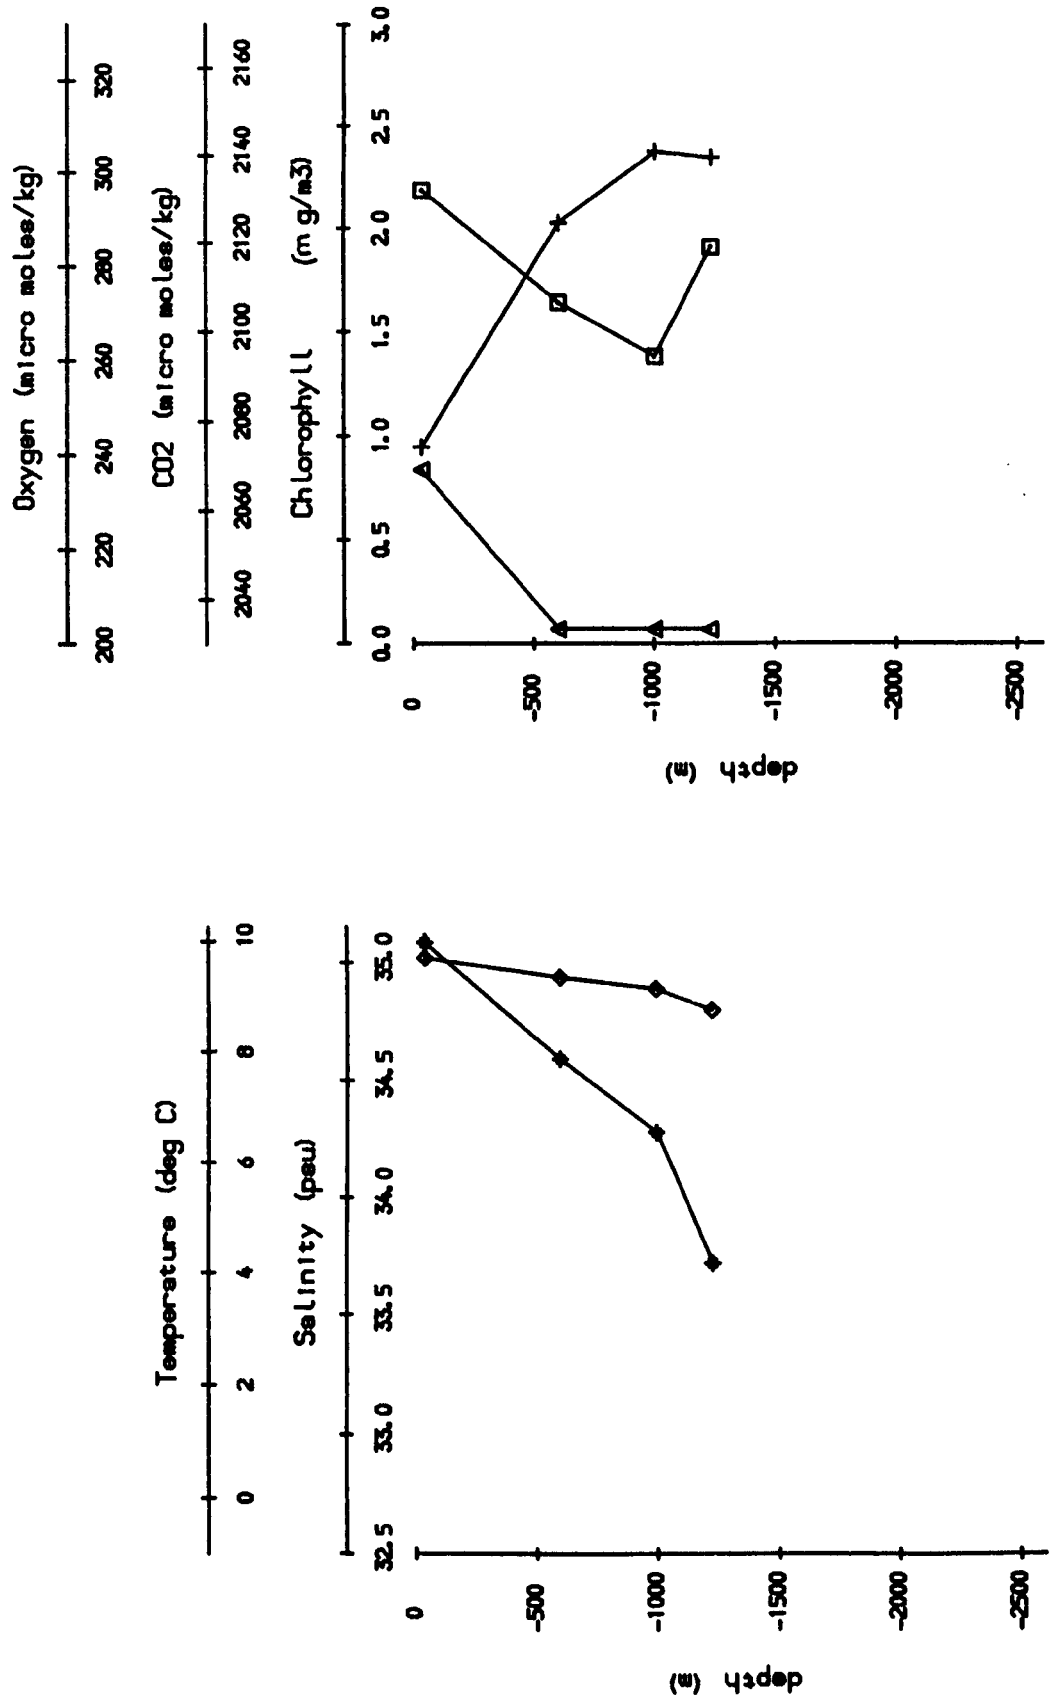 Temperature (deg C)
0 2 4 6 8 10
Salinity (psu)
32.5 33.0 33.5 34.0 34.5 35.0
0
-500
-1000
-1500
-2000
-2500
depth (m)
Oxygen (micro moles/kg)
200 220 240 260 280 300 320
CO2 (micro moles/kg)
2040 2060 2080 2100 2120 2140 2160
Chlorophyll (mg/m3)
0.0 0.5 1.0 1.5 2.0 2.5 3.0
0
-500
-1000
-1500
-2000
-2500
depth (m)